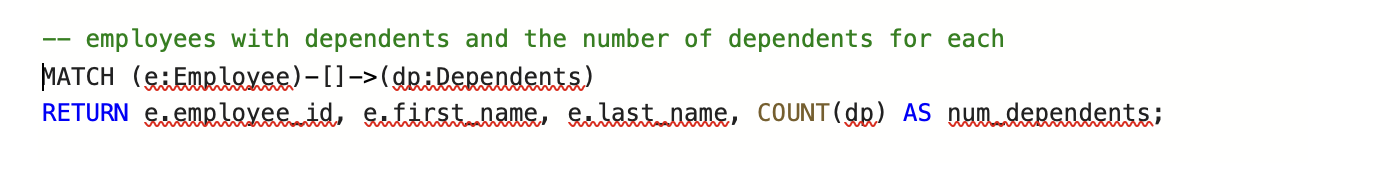 -- employees with dependents and the number of dependents for each
MATCH (e:Employee)-[]->(dp:Dependents)
RETURN e.employee_id, e.first_name, e.last_name, COUNT(dp) AS num_dependents;